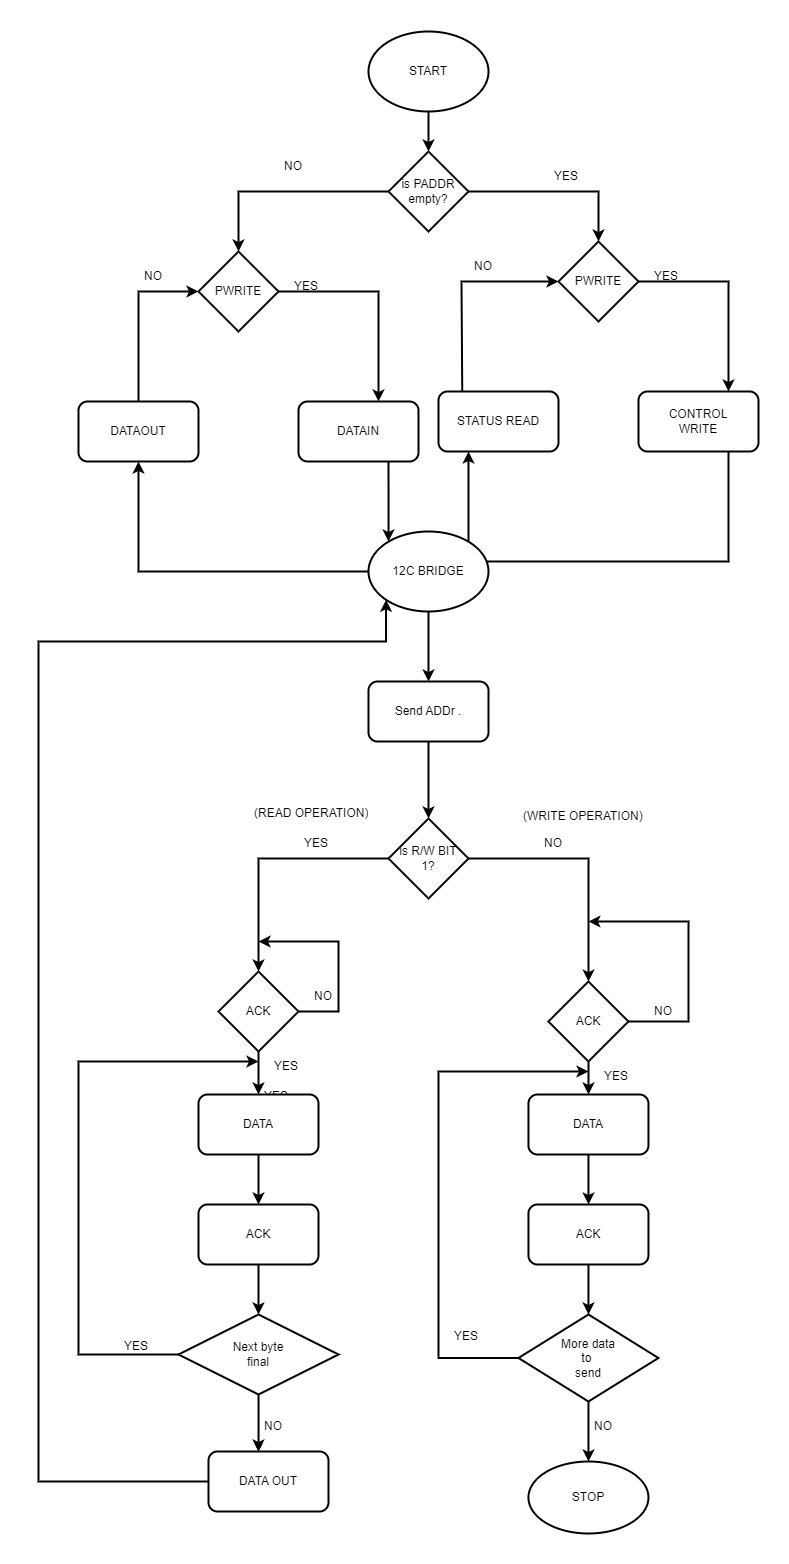 START
NO
is PADDR
empty?
YES
NO
PWRITE
YES
NO
PWRITE
YES
DATAOUT
DATAIN
STATUS READ
CONTROL
WRITE
12C BRIDGE
Send ADDr .
(READ OPERATION)
(WRITE OPERATION)
YES
is R/W BIT
1?
NO
ACK
NO
ACK
NO
YES
YES
YES
DATA
DATA
ACK
ACK
YES
Next byte
final
YES
More data
to
send
NO
NO
DATA OUT
STOP